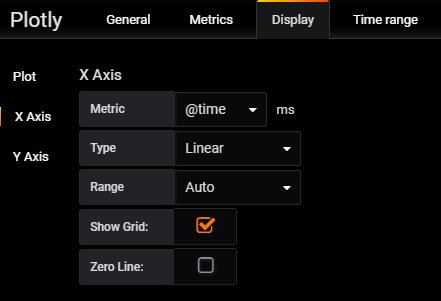 Plotly General Metrics Display Time range
Plot X Axis
Metric @time ms
X Axis
Type Linear
Y Axis
Range Auto
Show Grid:
Zero Line: